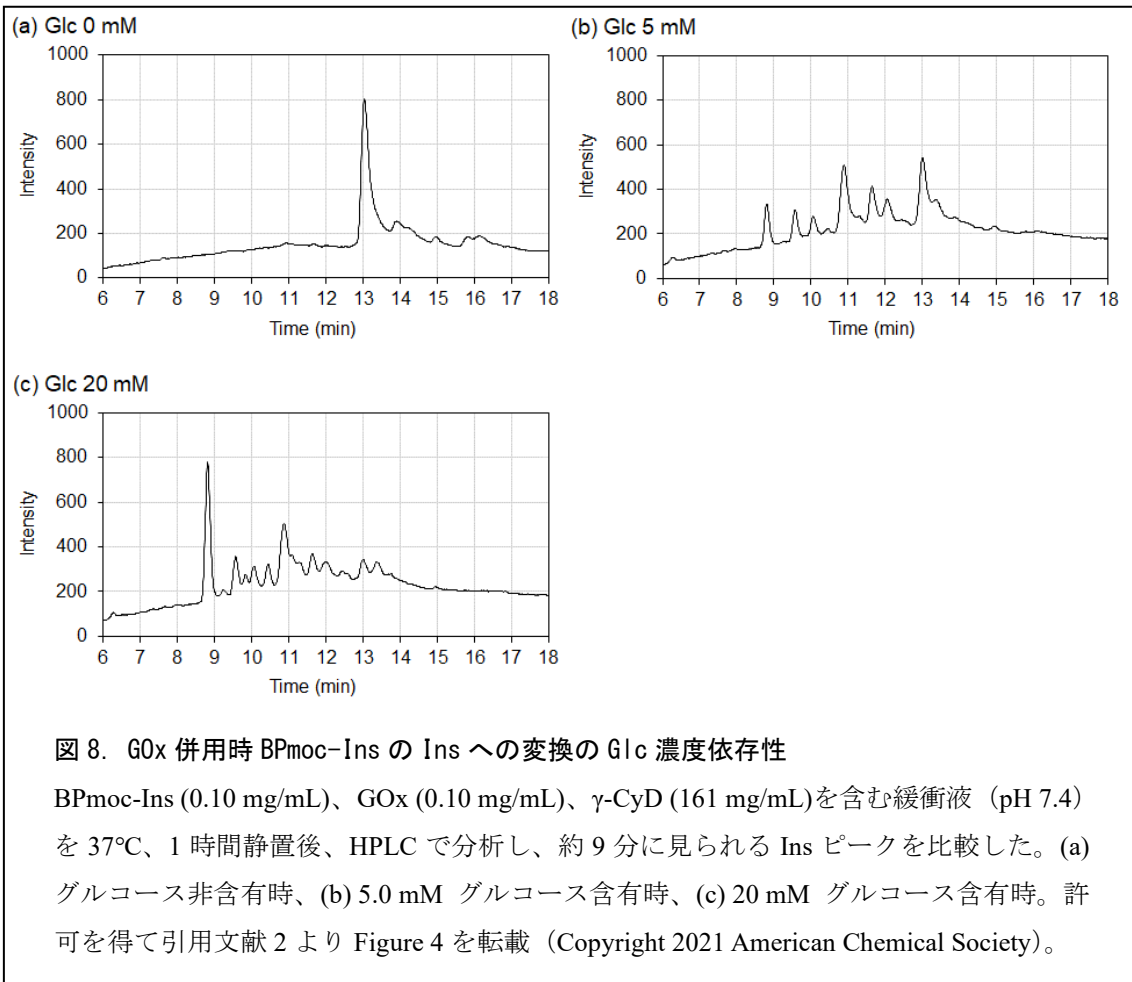 (a) Glc 0 mM
1000
800
600
400
200
0
Intensity
6 7 8 9 10 11 12 13 14 15 16 17 18
Time (min)
(b) Glc 5 mM
1000
800
600
400
200
0
Intensity
6 7 8 9 10 11 12 13 14 15 16 17 18
Time (min)
(c) Glc 20 mM
1000
800
600
400
200
0
Intensity
6 7 8 9 10 11 12 13 14 15 16 17 18
Time (min)
図 8. GOx 併用時 BPmoc-Ins の Ins への変換の Glc 濃度依存性
BPmoc-Ins (0.10 mg/mL)、GOx (0.10 mg/mL)、γ-CyD (161 mg/mL)を含む緩衝液（pH 7.4）
を 37℃、1 時間静置後、HPLC で分析し、約 9 分に見られる Ins ピークを比較した。(a)
グルコース非含有時、(b) 5.0 mM グルコース含有時、(c) 20 mM グルコース含有時。許
可を得て引用文献 2 より Figure 4 を転載（Copyright 2021 American Chemical Society）。